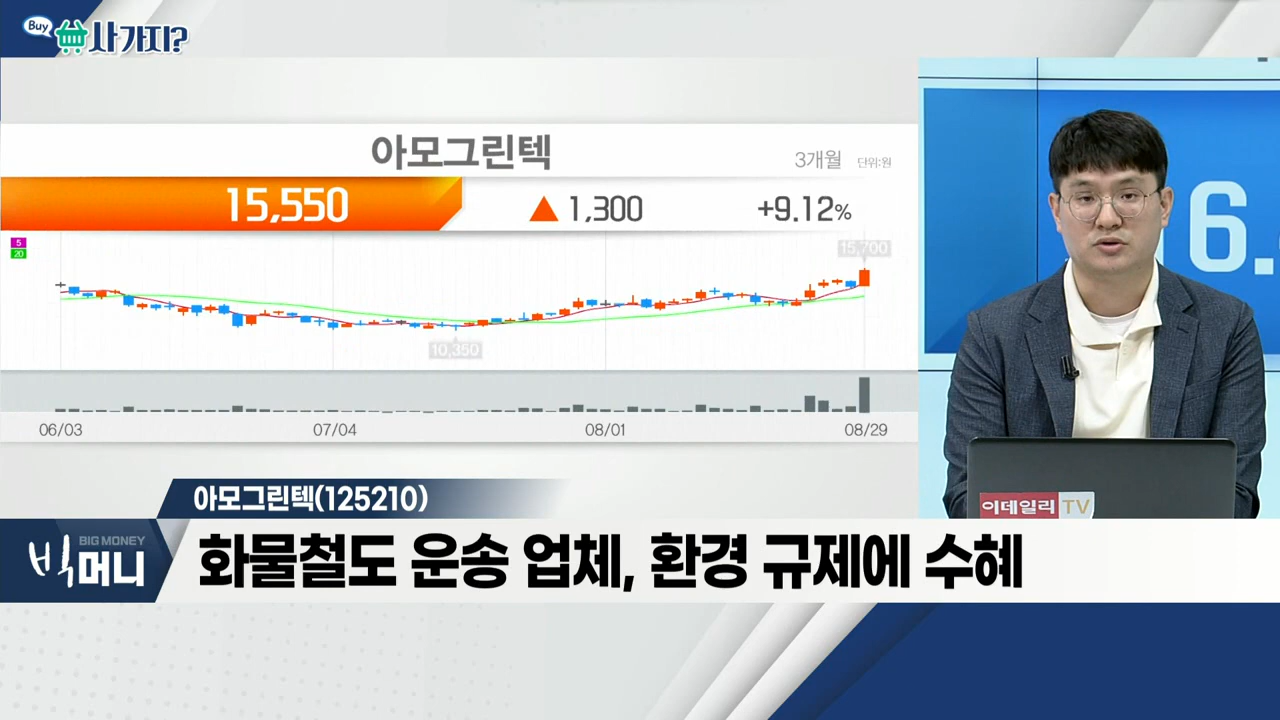 Buy 사가지?
아모그린텍
3개월 단위:원
15,550 ▲ 1,300 +9.12%
5
20
15,700
10,350
06/03 07/04 08/01 08/29
16.
이데일리 TV
아모그린텍(125210)
BIG MONEY
빅머니
화물철도 운송 업체, 환경 규제에 수혜